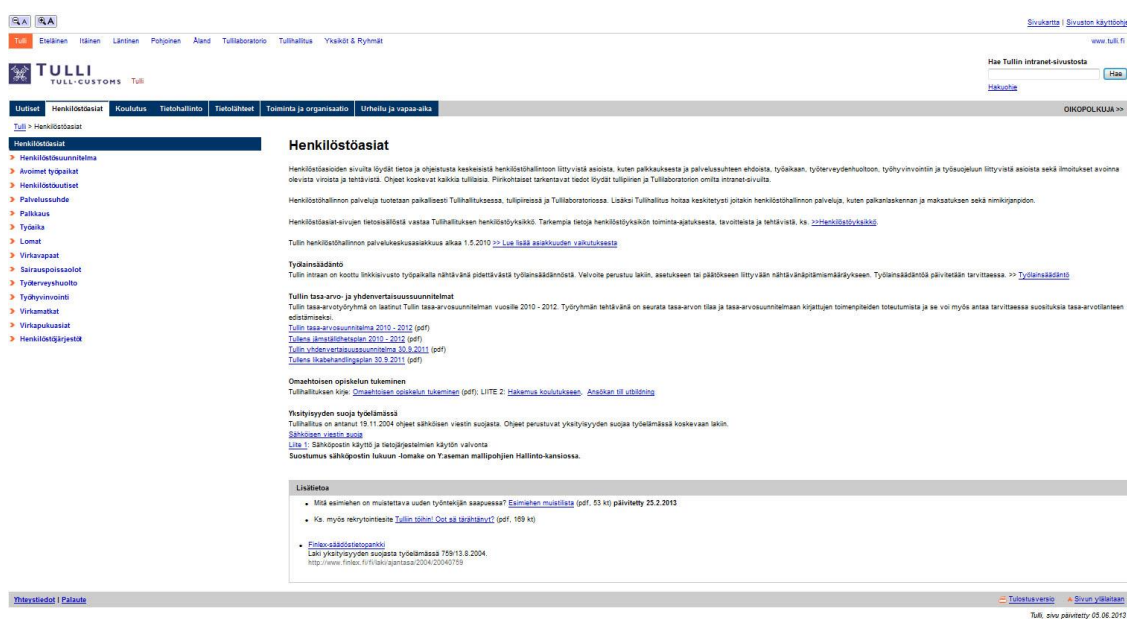 Sivukartta | Sivuston käyttöohje
Tulli Eteläinen Itäinen Läntinen Pohjoinen Åland Tullilaboratorio Tullihallitus Yksiköt & Ryhmät www.tulli.fi
Hae Tullin intranet-sivustosta
TULLI
TULL·CUSTOMS Tulli
Hae
Hakuohje
Uutiset Henkilöstöasiat Koulutus Tietohallinto Tietolähteet Toiminta ja organisaatio Urheilu ja vapaa-aika OIKOPOLKUJA >>
Tulli > Henkilöstöasiat
Henkilöstöasiat
Henkilöstösuunnitelma
Avoimet työpaikat
Henkilöstöuutiset
Palvelussuhde
Palkkaus
Työaika
Lomat
Virkavapaat
Sairauspoissaolot
Työterveyshuolto
Työhyvinvointi
Virkamatkat
Virkapukuasiat
Henkilöstöjärjestöt
Henkilöstöasiat
Henkilöstöasioiden sivuilta löydät tietoa ja ohjeistusta keskeisistä henkilöstöhallintoon liittyvistä asioista, kuten palkkauksesta ja palvelussuhteen ehdoista, työaikaan, työterveydenhuoltoon, työhyvinvointiin ja työsuojeluun liittyvistä asioista sekä ilmoitukset avoinna
olevista viroista ja tehtävistä. Ohjeet koskevat kaikkia tullilaisia. Piirikohtaiset tarkentavat tiedot löydät tullipiirien ja Tullilaboratorion omilta intranet-sivuilta.
Henkilöstöhallinnon palveluja tuotetaan paikallisesti Tullihallituksessa, tullipiireissä ja Tullilaboratoriossa. Lisäksi Tullihallitus hoitaa keskitetysti joitakin henkilöstöhallinnon palveluja, kuten palkanlaskennan ja maksatuksen sekä nimikirjanpidon.
Henkilöstöasiat-sivujen tietosisällöstä vastaa Tullihallituksen henkilöstöyksikkö. Tarkempia tietoja henkilöstöyksikön toiminta-ajatuksesta, tavoitteista ja tehtävistä, ks. >>Henkilöstöyksikkö.
Tullin henkilöhallinnon palvelukeskusasiakkuus alkaa 1.5.2010 >> Lue lisää asiakkuuden vaikutuksesta
Työlainsäädäntö
Tullin intraan on koottu linkkisivusto työpaikalla nähtävänä pidettävästä työlainsäädännöstä. Velvoite perustuu lakiin, asetukseen tai päätökseen liittyvään nähtävänäpitämismääräykseen. Työlainsäädäntöä päivitetään tarvittaessa. >> Työlainsäädäntö
Tullin tasa-arvo- ja yhdenvertaisuussuunnitelmat
Tullin tasa-arvotyöryhmä on laatinut Tullin tasa-arvosuunnitelman vuosille 2010 - 2012. Työryhmän tehtävänä on seurata tasa-arvon tilaa ja tasa-arvosuunnitelmaan kirjattujen toimenpiteiden toteutumista ja se voi myös antaa tarvittaessa suosituksia tasa-arvotilanteen
edistämiseksi.
Tullin tasa-arvosuunnitelma 2010 - 2012 (pdf)
Tullens jämställdhetsplan 2010 - 2012 (pdf)
Tullin yhdenvertaisuussuunnitelma 30.9.2011 (pdf)
Tullens likabehandlingsplan 30.9.2011 (pdf)
Omaehtoisen opiskelun tukeminen
Tullihallituksen kirje: Omaehtoisen opiskelun tukeminen (pdf); LIITE 2: Hakemus koulutukseen, Ansökan till utbildning
Yksityisyyden suoja työelämässä
Tullihallitus on antanut 19.11.2004 ohjeet sähköisen viestin suojasta. Ohjeet perustuvat yksityisyyden suojaa työelämässä koskevaan lakiin.
Sähköisen viestin suoja
Liite 1: Sähköpostin käyttö ja tietojärjestelmien käytön valvonta
Suostumus sähköpostin lukuun -lomake on Y:aseman mallipohjien Hallinto-kansiossa.
Lisätietoa
Mitä esimiehen on muistettava uuden työntekijän saapuessa? Esimiehen muistilista (pdf, 53 kt) päivitetty 25.2.2013
Ks. myös rekrytointiesite Tulliin töihin! Oot sä tärähtänyt? (pdf, 169 kt)
Finlex-säädöstietopankki
Laki yksityisyyden suojasta työelämässä 759/13.8.2004.
http://www.finlex.fi/fi/laki/ajantasa/2004/20040759
Yhteystiedot | Palaute Tulostusversio Sivun ylälaitaan
Tulli, sivu päivitetty 05.06.2013